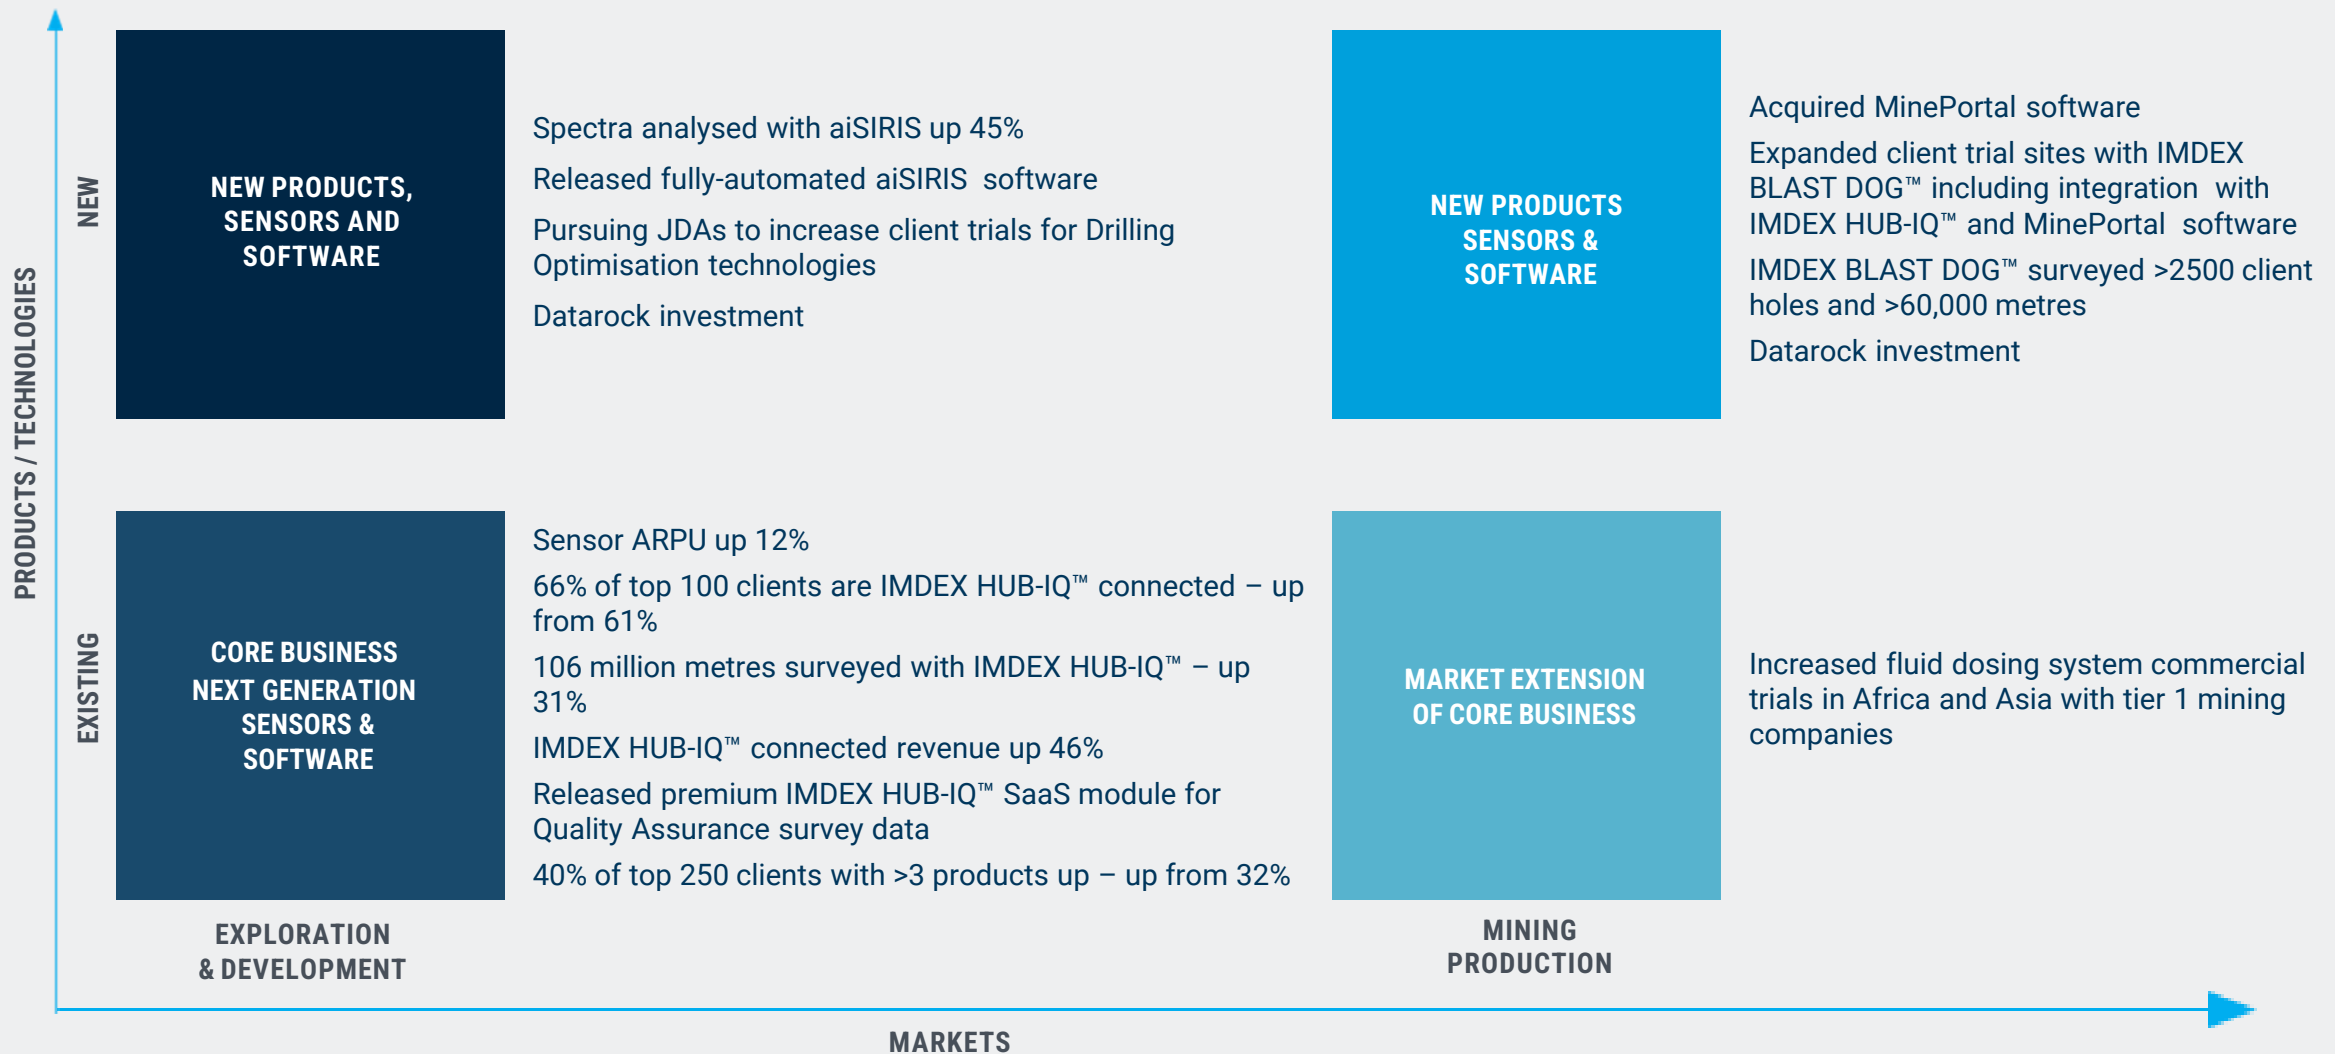 PRODUCTS / TECHNOLOGIES
NEW
NEW PRODUCTS,
SENSORS AND
SOFTWARE
Spectra analysed with aiSIRIS up 45%
Released fully-automated aiSIRIS software
Pursuing JDAs to increase client trials for Drilling
Optimisation technologies
Datarock investment
NEW PRODUCTS
SENSORS &
SOFTWARE
Acquired MinePortal software
Expanded client trial sites with IMDEX
BLAST DOG™ including integration with
IMDEX HUB-IQ™ and MinePortal software
IMDEX BLAST DOG™ surveyed >2500 client
holes and >60,000 metres
Datarock investment
EXISTING
CORE BUSINESS
NEXT GENERATION
SENSORS &
SOFTWARE
Sensor ARPU up 12%
66% of top 100 clients are IMDEX HUB-IQ™ connected – up
from 61%
106 million metres surveyed with IMDEX HUB-IQ™ – up
31%
IMDEX HUB-IQ™ connected revenue up 46%
Released premium IMDEX HUB-IQ™ SaaS module for
Quality Assurance survey data
40% of top 250 clients with >3 products up – up from 32%
MARKET EXTENSION
OF CORE BUSINESS
Increased fluid dosing system commercial
trials in Africa and Asia with tier 1 mining
companies
EXPLORATION
& DEVELOPMENT
MINING
PRODUCTION
MARKETS